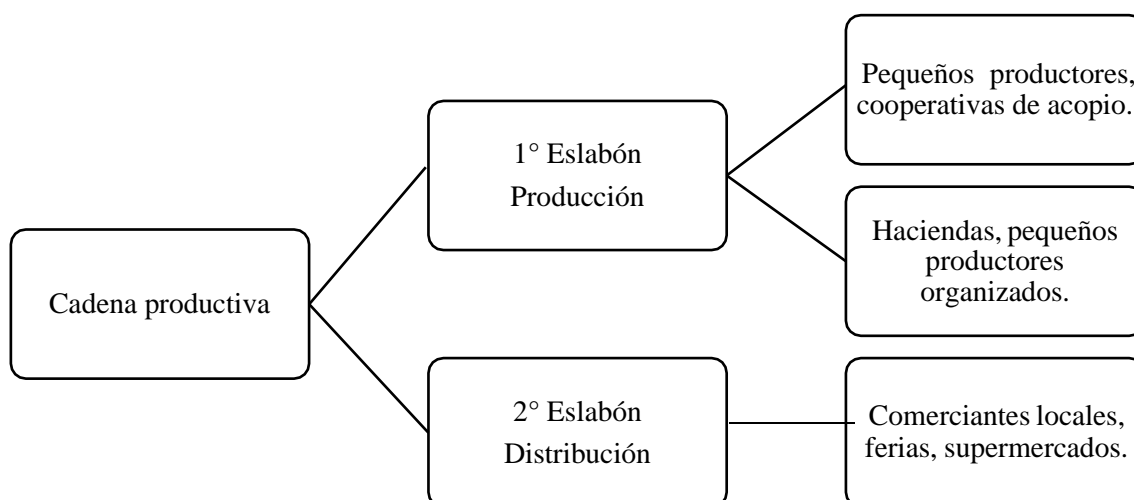 Cadena productiva
1° Eslabón
Producción
Pequeños productores,
cooperativas de acopio.
Haciendas, pequeños
productores
organizados.
2° Eslabón
Distribución
Comerciantes locales,
ferias, supermercados.